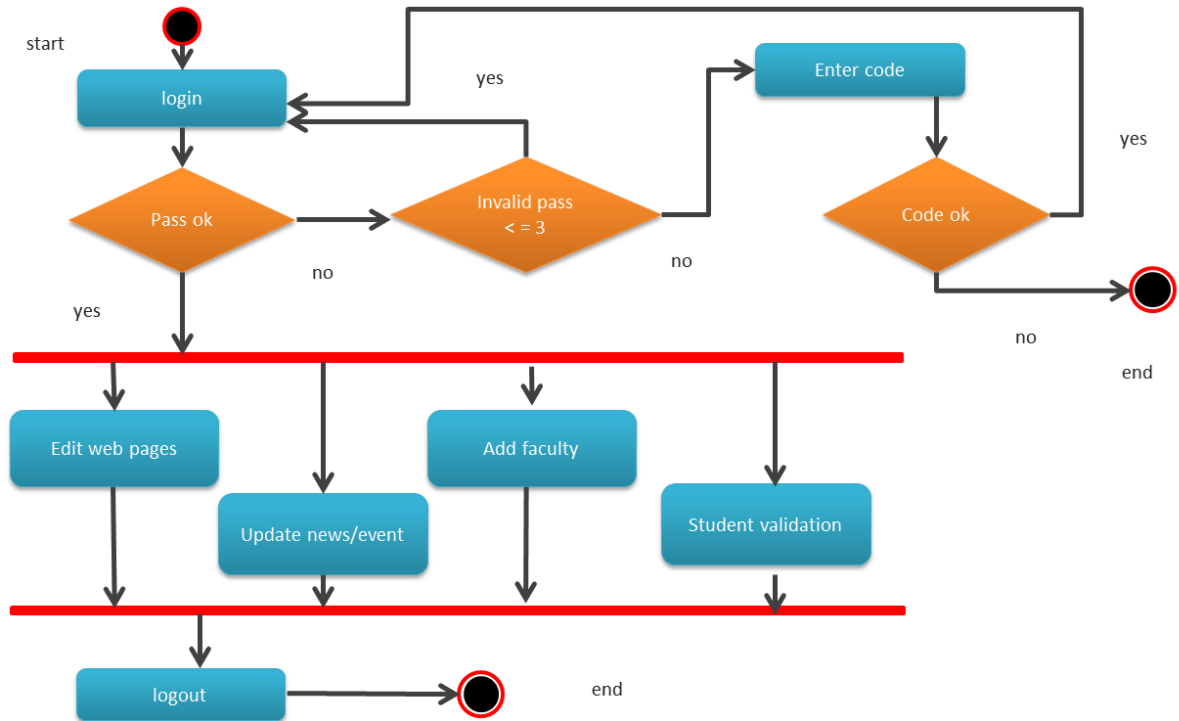 start
login
yes
Enter code
yes
Pass ok
Invalid pass
< = 3
Code ok
no
no
yes
no
end
Edit web pages
Add faculty
Update news/event
Student validation
logout
end